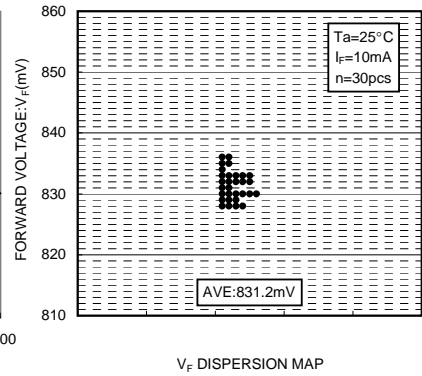 860
850
840
830
820
810
FORWARD VOLTAGE:VF(mV)
Ta=25°C
IF=10mA
n=30pcs
AVE:831.2mV
00
VF DISPERSION MAP